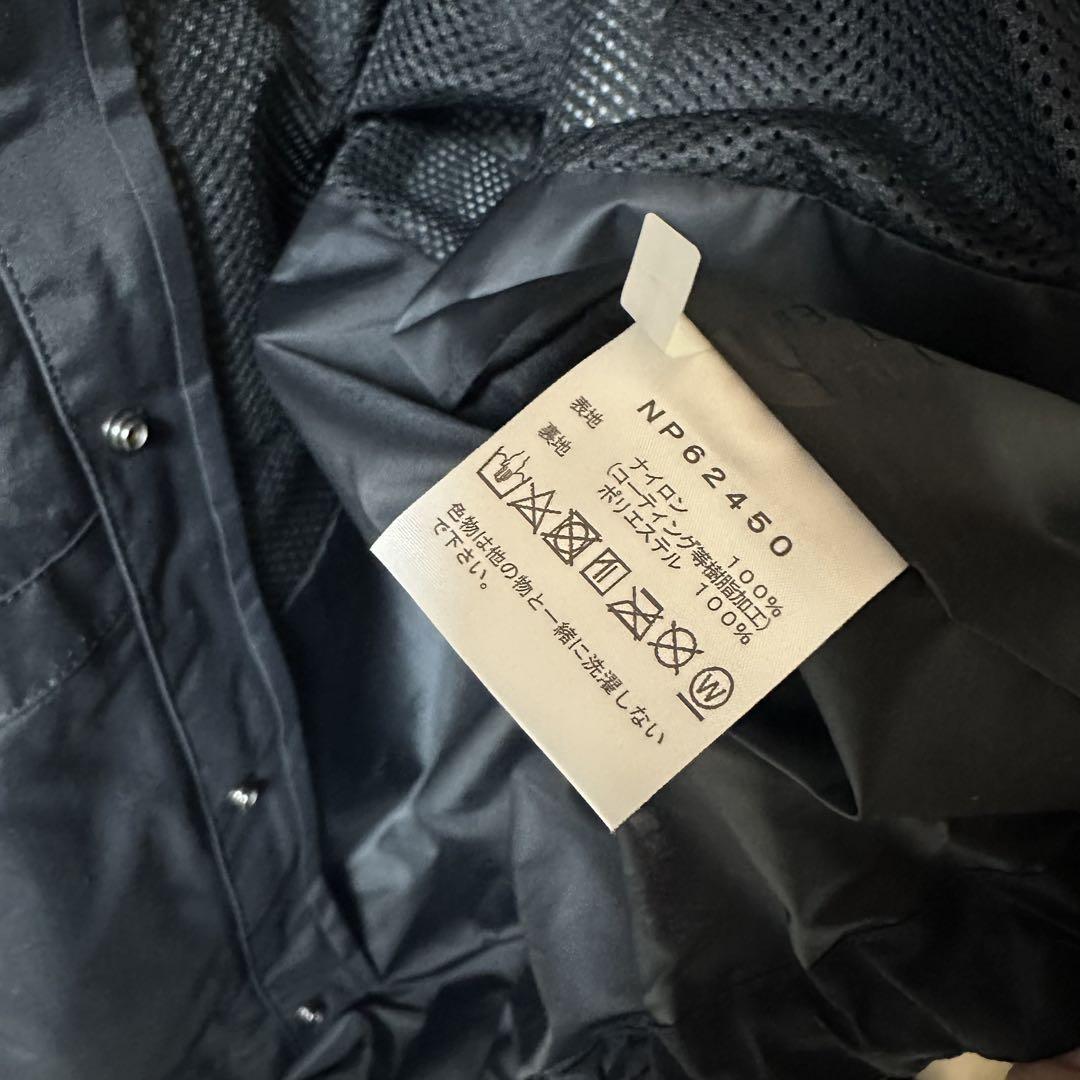 NP62450
表地 ナイロン 100%
(コーティング等樹脂加工)
裏地 ポリエステル 100%
W
色物は他の物と一緒に洗濯しない
で下さい。